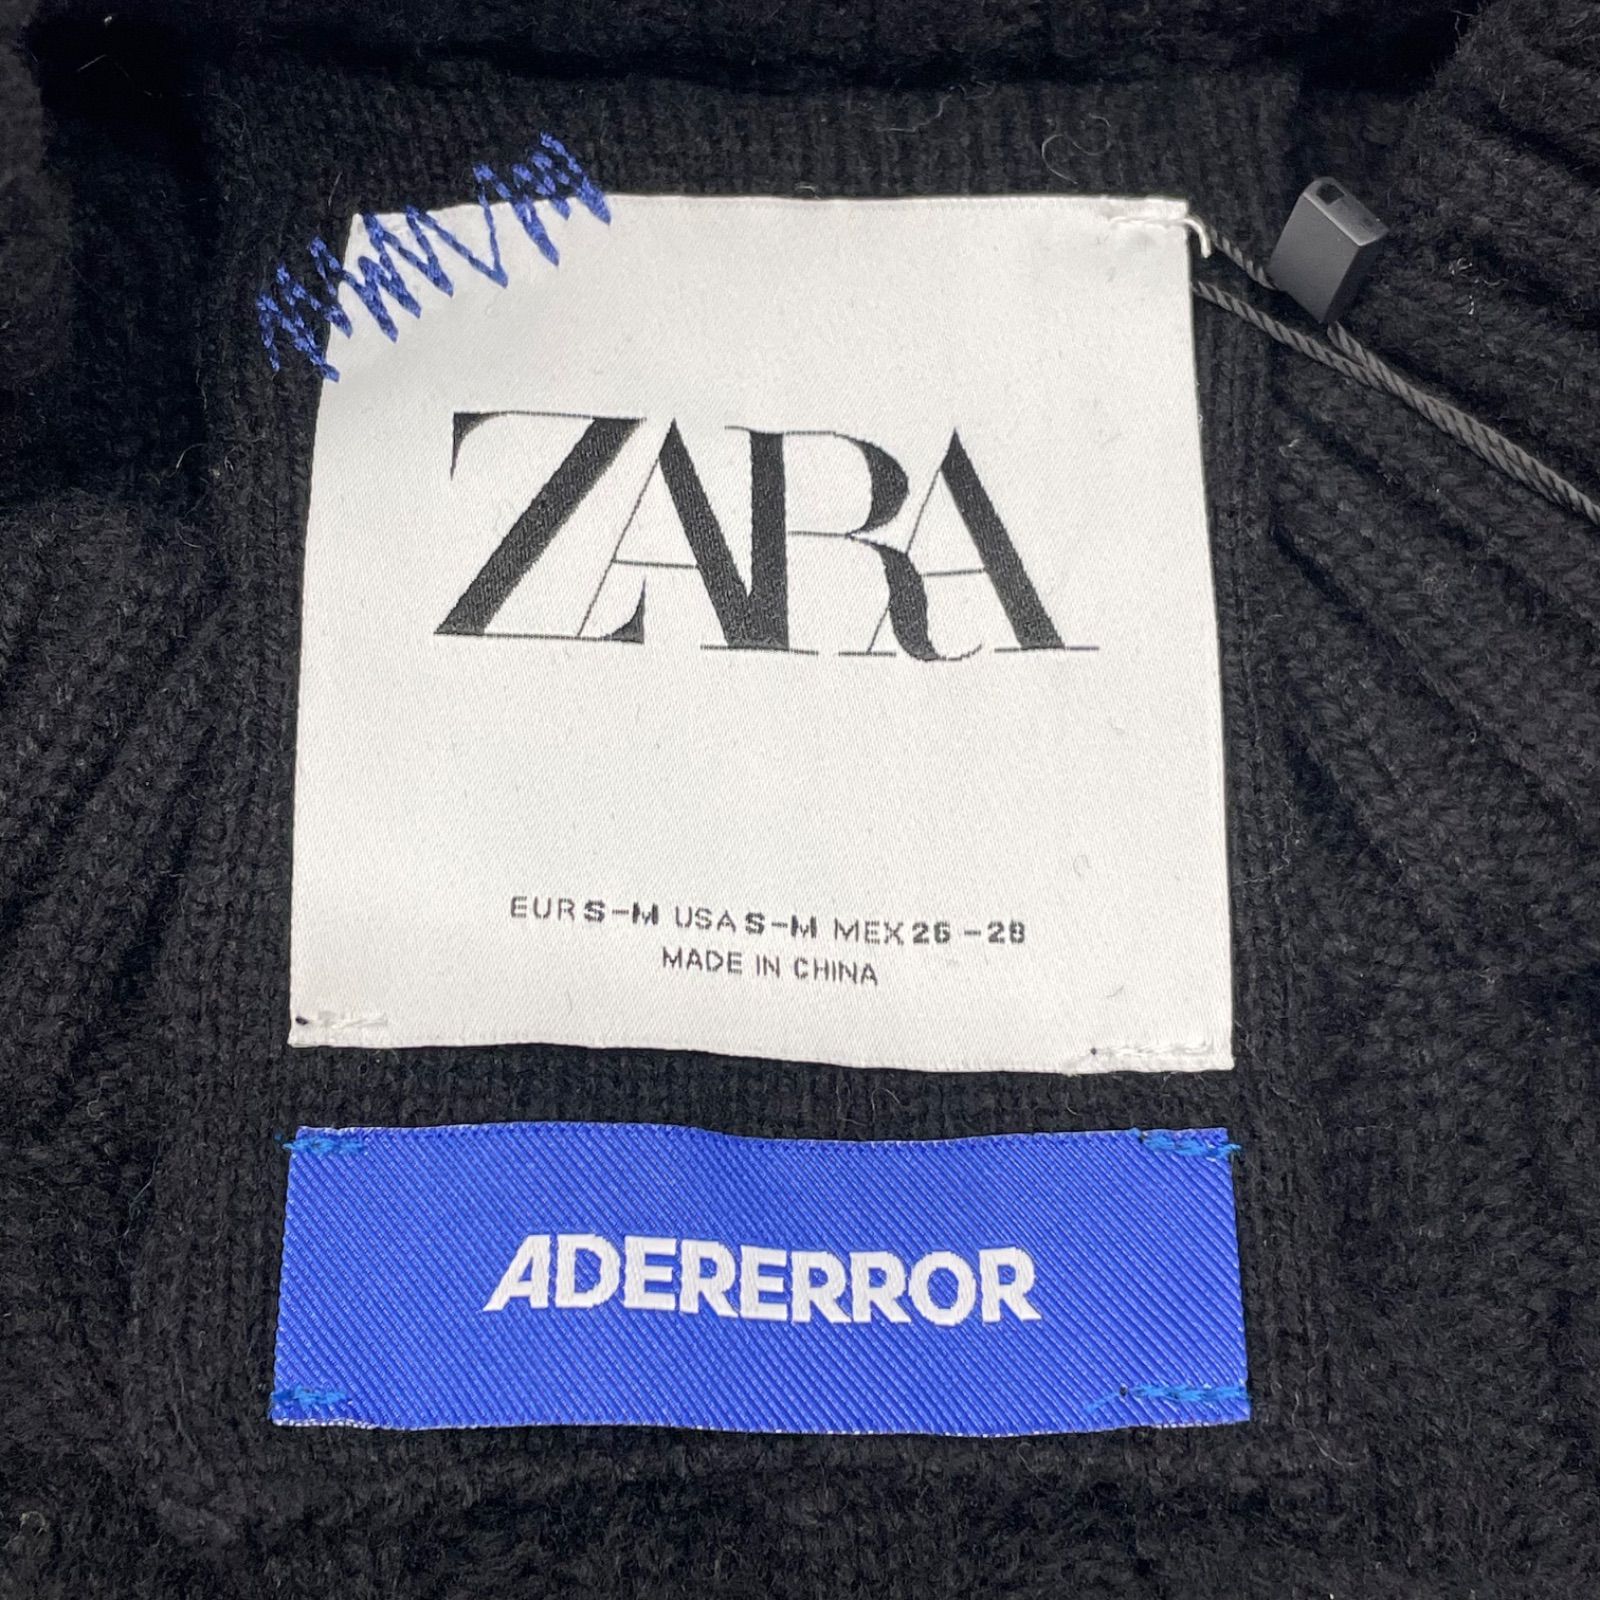 ZARA
EUR S-M USA S-M MEX 26-28
MADE IN CHINA
ADERERROR